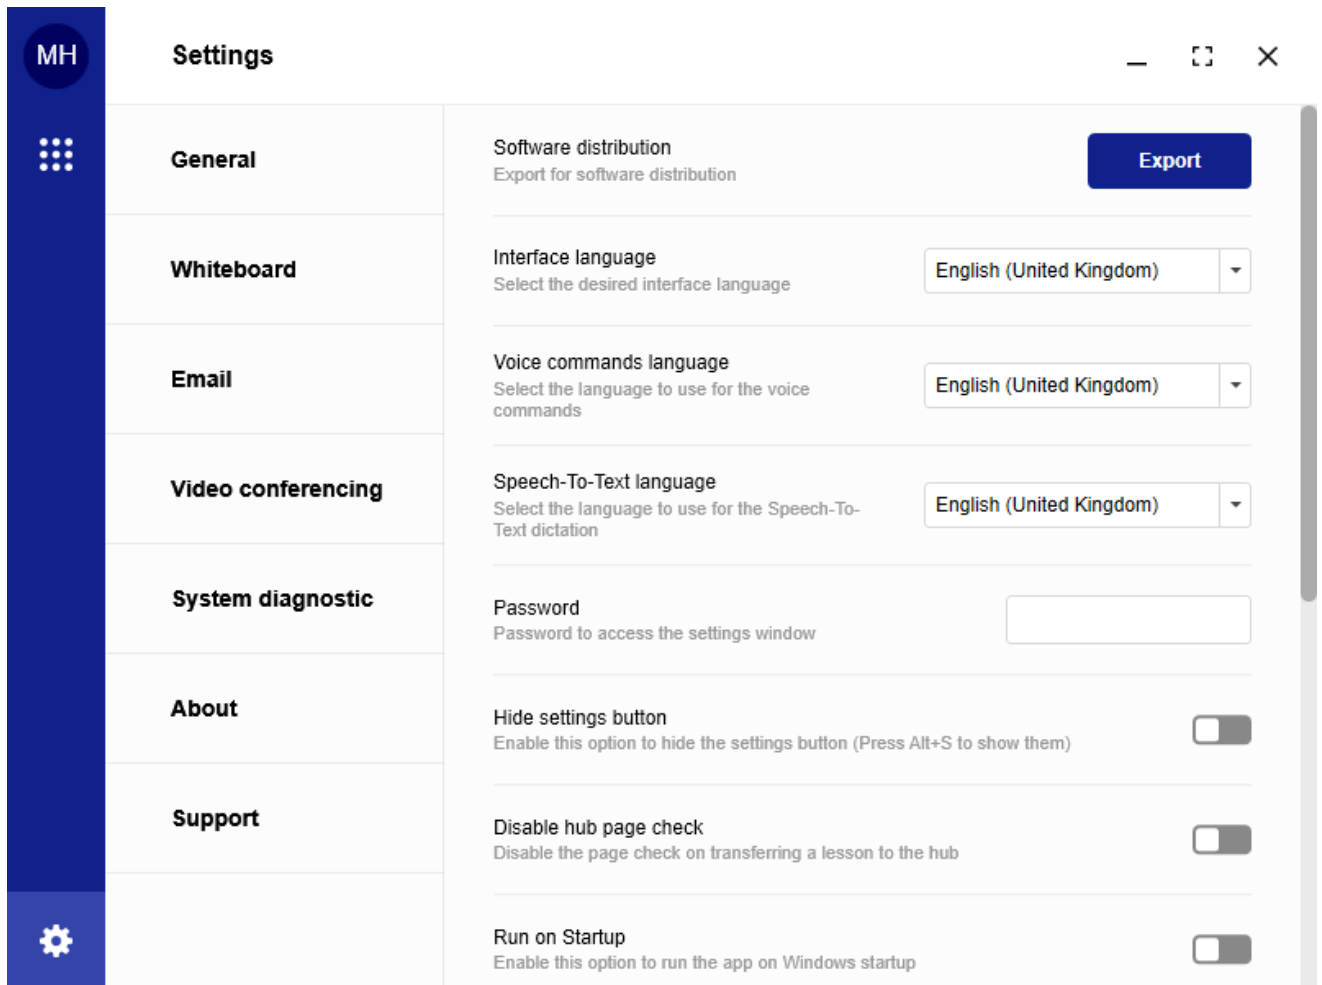 MH
Settings
General
Whiteboard
Email
Video conferencing
System diagnostic
About
Support
Software distribution
Export for software distribution
Export
Interface language
Select the desired interface language
English (United Kingdom)
Voice commands language
Select the language to use for the voice
commands
English (United Kingdom)
Speech-To-Text language
Select the language to use for the Speech-To-
Text dictation
English (United Kingdom)
Password
Password to access the settings window
Hide settings button
Enable this option to hide the settings button (Press Alt+S to show them)
Disable hub page check
Disable the page check on transferring a lesson to the hub
Run on Startup
Enable this option to run the app on Windows startup